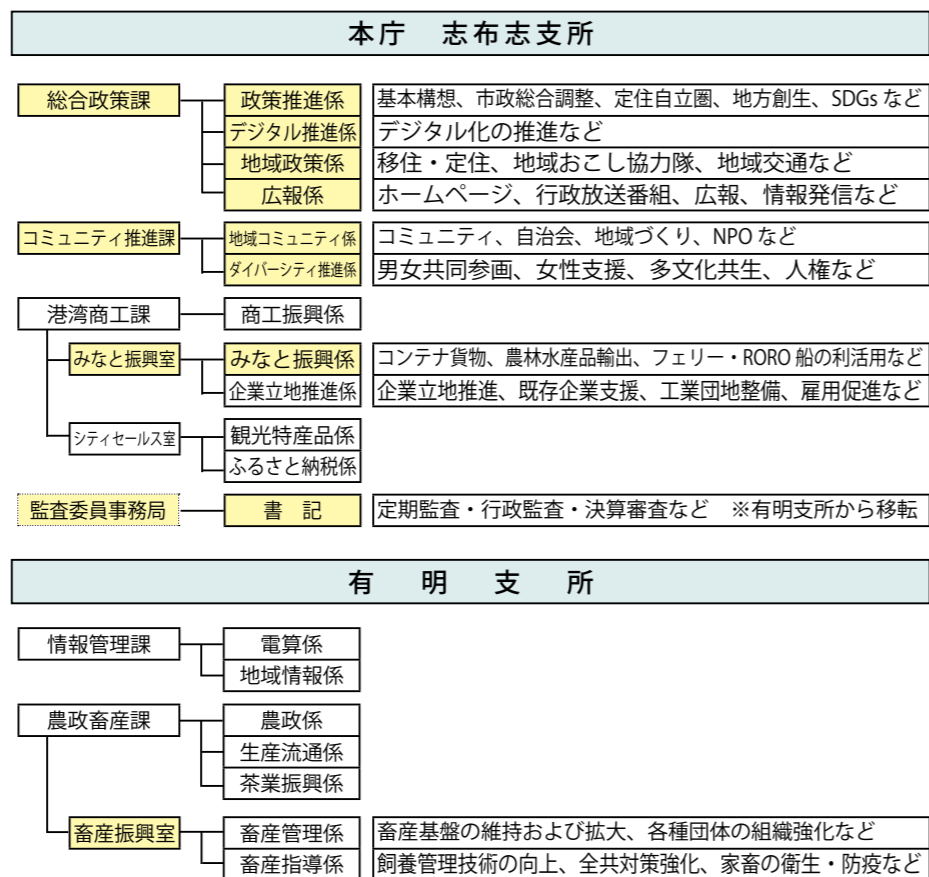 本庁　志布志支所
総合政策課　政策推進係　基本構想、市政総合調整、定住自立圏、地方創生、SDGs など
デジタル推進係　デジタル化の推進など
地域政策係　移住・定住、地域おこし協力隊、地域交通など
広報係　ホームページ、行政放送番組、広報、情報発信など
コミュニティ推進課　地域コミュニティ係　コミュニティ、自治会、地域づくり、NPO など
ダイバーシティ推進係　男女共同参画、女性支援、多文化共生、人権など
港湾商工課　商工振興係
みなと振興室　みなと振興係　コンテナ貨物、農林水産品輸出、フェリー・RORO 船の利活用など
企業立地推進係　企業立地推進、既存企業支援、工業団地整備、雇用促進など
シティセールス室　観光特産品係
ふるさと納税係
監査委員事務局　書　記　定期監査・行政監査・決算審査など　※有明支所から移転
有　明　支　所
情報管理課　電算係
地域情報係
農政畜産課　農政係
生産流通係
茶業振興係
畜産振興室　畜産管理係　畜産基盤の維持および拡大、各種団体の組織強化など
畜産指導係　飼養管理技術の向上、全共対策強化、家畜の衛生・防疫など